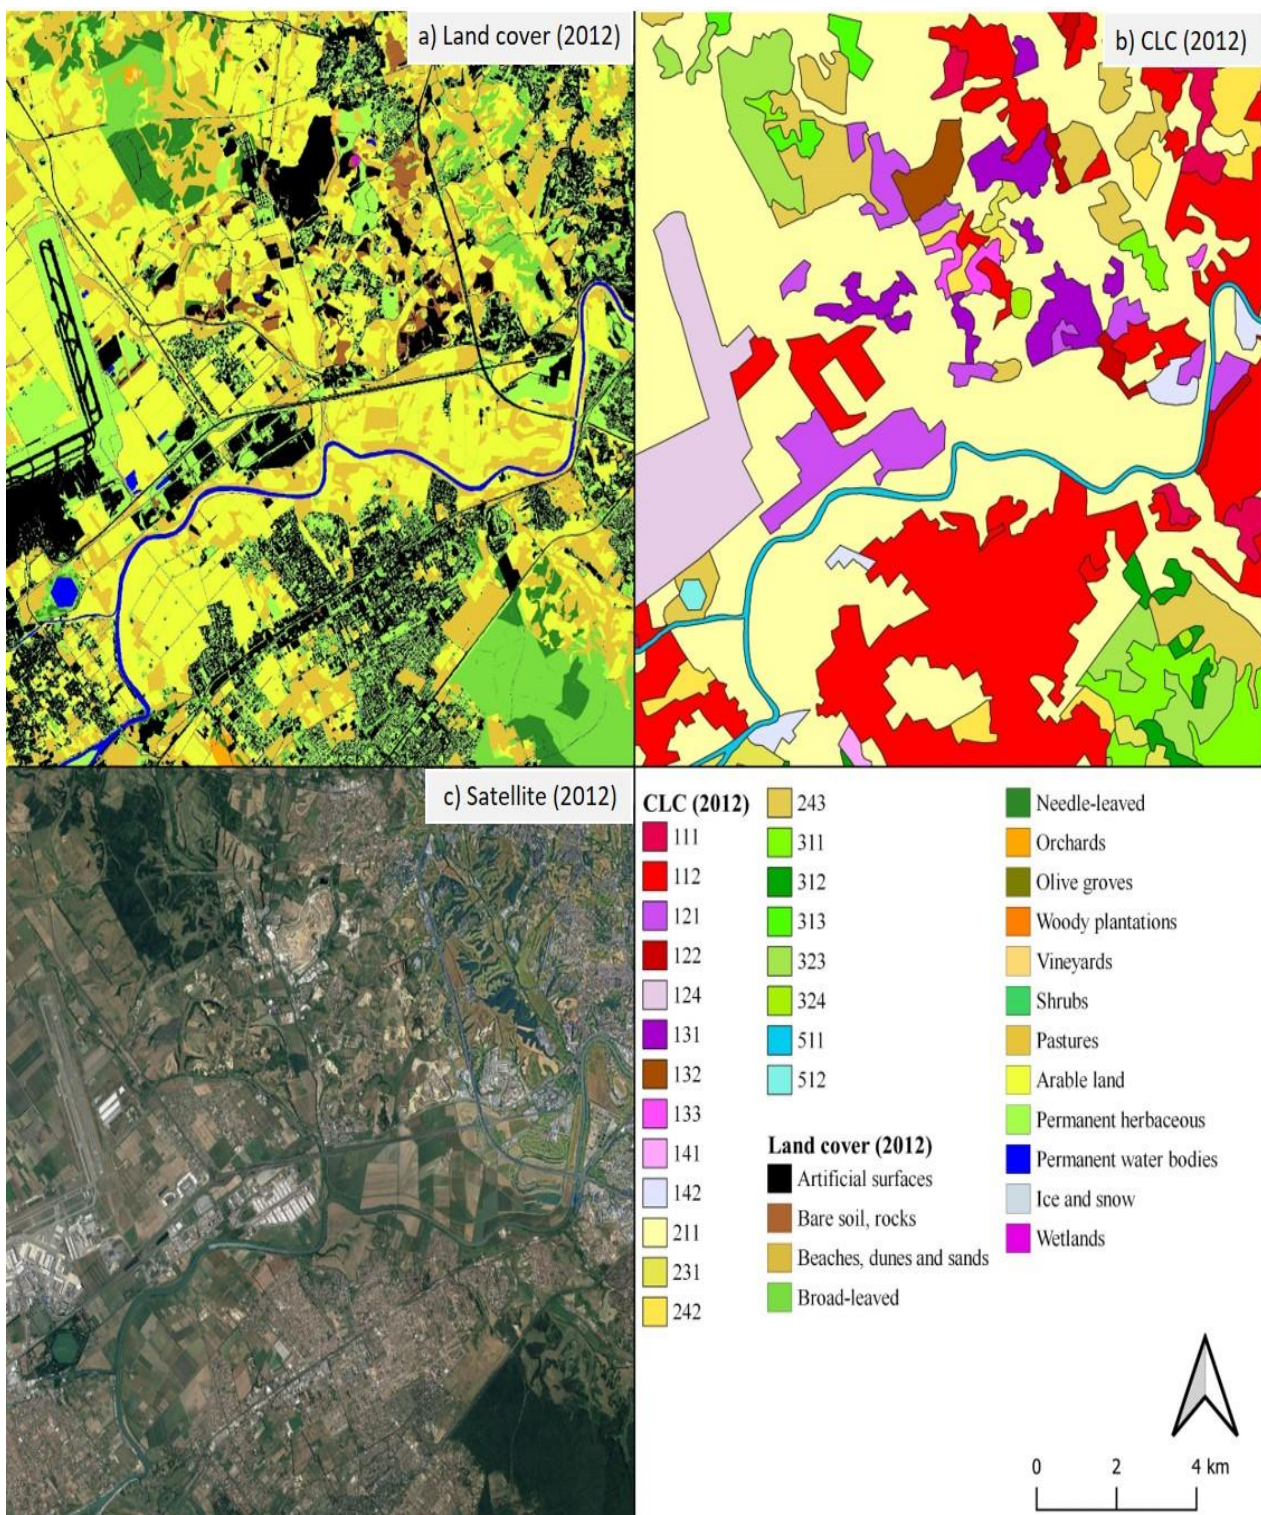 a) Land cover (2012)
b) CLC (2012)
c) Satellite (2012)
CLC (2012)
111
112
121
122
124
131
132
133
141
142
211
231
242
243
311
312
313
323
324
511
512
Land cover (2012)
Artificial surfaces
Bare soil, rocks
Beaches, dunes and sands
Broad-leaved
Needle-leaved
Orchards
Olive groves
Woody plantations
Vineyards
Shrubs
Pastures
Arable land
Permanent herbaceous
Permanent water bodies
Ice and snow
Wetlands
0 2 4 km